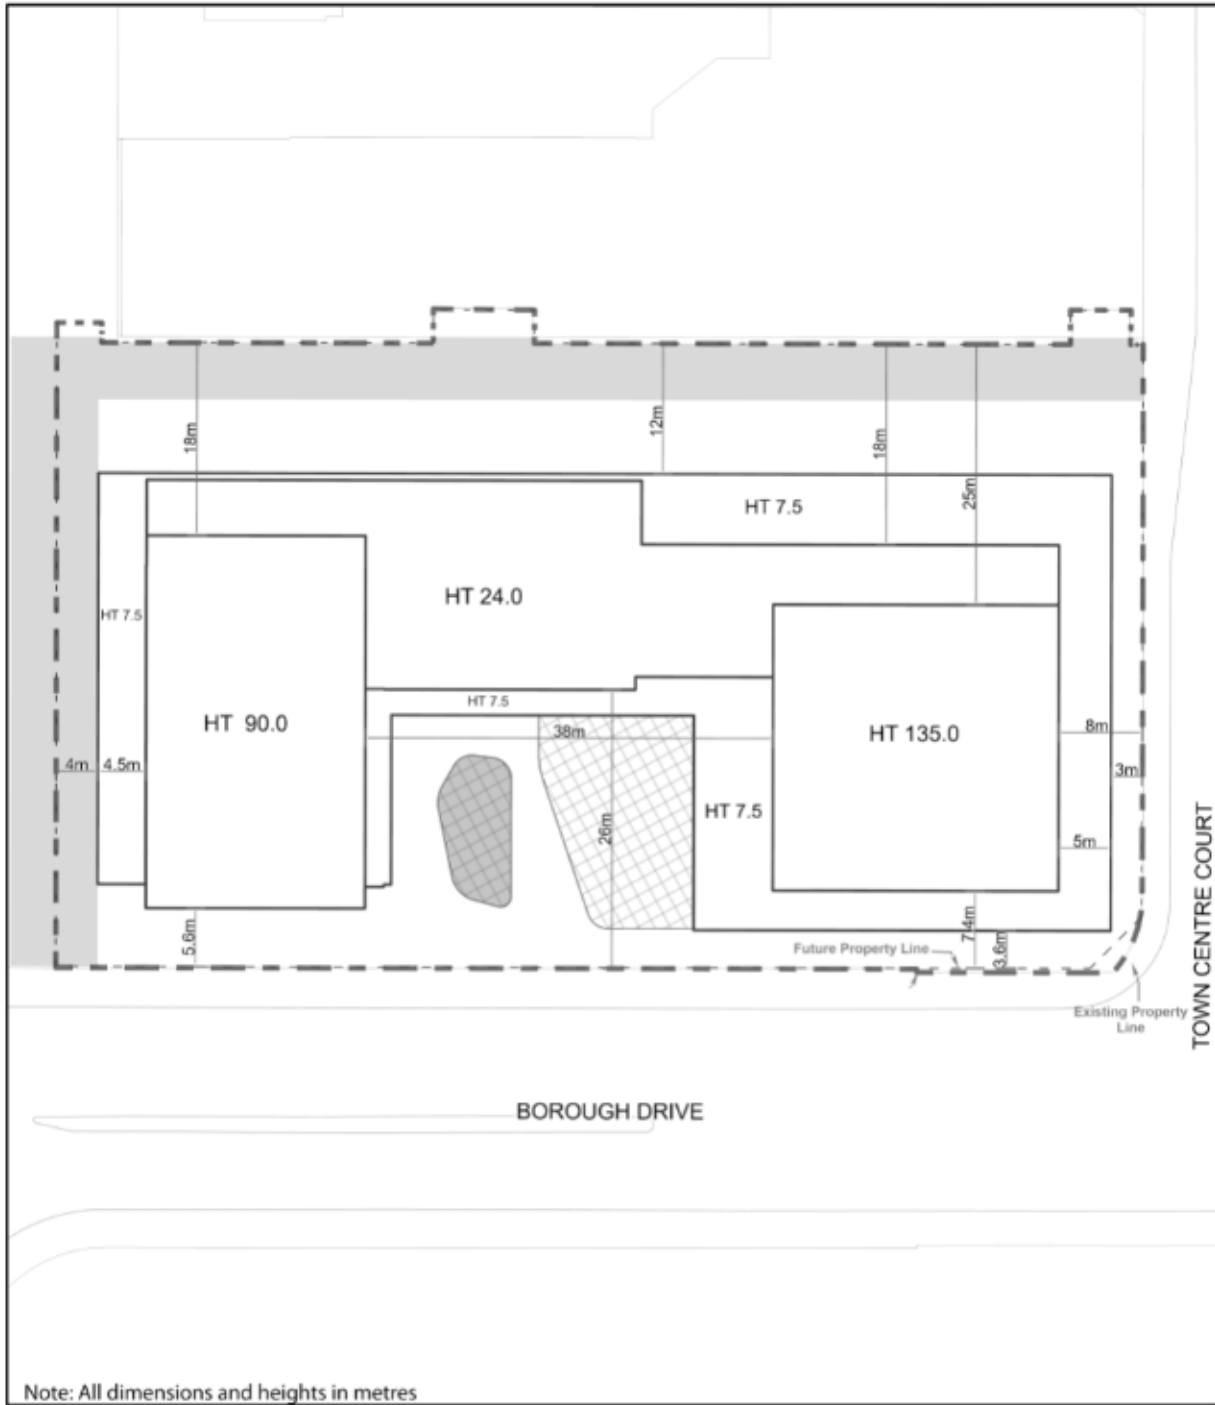 18m
12m
18m
25m
HT 7.5
HT 24.0
HT 7.5
HT 7.5
HT 90.0
38m
HT 135.0
8m
4m
4.5m
3m
HT 7.5
26m
5m
5.6m
7.4m
3.6m
Future Property Line
Existing Property
Line
TOWN CENTRE COURT
BOROUGH DRIVE
Note: All dimensions and heights in metres